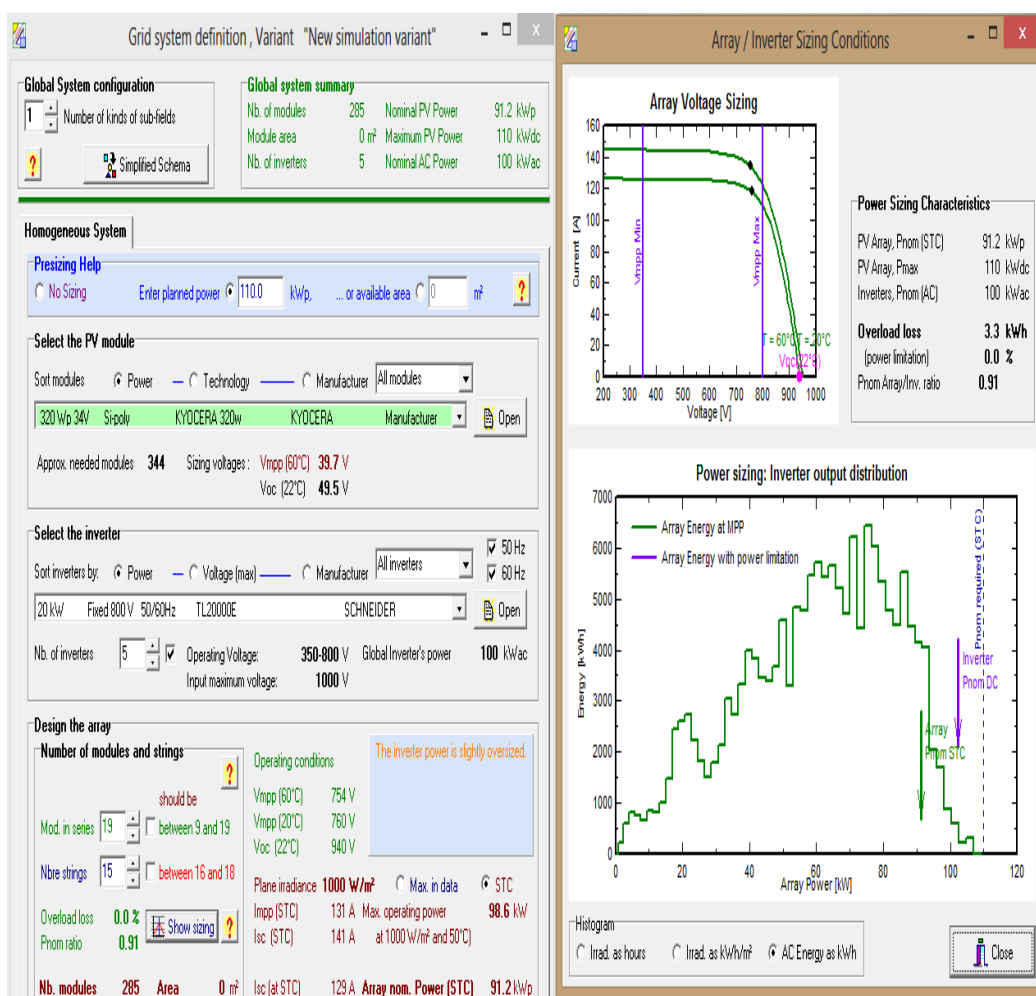 Grid system definition , Variant "New simulation variant"
Global System configuration
1 Number of kinds of sub-fields
? Simplified Schema
Global system summary
Nb. of modules 285 Nominal PV Power 91.2 kWp
Module area 0 m² Maximum PV Power 110 kWdc
Nb. of inverters 5 Nominal AC Power 100 kWac
Homogeneous System
Presizing Help
No Sizing Enter planned power 110.0 kWp, ... or available area 0 m² ?
Select the PV module
Sort modules Power Technology Manufacturer All modules
320 Wp 34V Si-poly KYOCERA 320w KYOCERA Manufacturer Open
Approx. needed modules 344 Sizing voltages : Vmpp (60°C) 39.7 V
Voc (22°C) 49.5 V
Select the inverter
50 Hz
Sort inverters by: Power Voltage (max) Manufacturer All inverters 60 Hz
20 kW Fixed 800 V 50/60Hz TL20000E SCHNEIDER Open
Nb. of inverters 5 Operating Voltage: 350-800 V Global Inverter's power 100 kWac
Input maximum voltage: 1000 V
Design the array
Number of modules and strings
?
should be
Mod. in series 19 between 9 and 19
Nbre strings 15 between 16 and 18
Overload loss 0.0 % Show sizing ?
Pnom ratio 0.91
Nb. modules 285 Area 0 m²
Operating conditions
Vmpp (60°C) 754 V
Vmpp (20°C) 760 V
Voc (22°C) 940 V
The inverter power is slightly oversized.
Plane irradiance 1000 W/m² Max. in data STC
Impp (STC) 131 A Max. operating power 98.6 kW
Isc (STC) 141 A at 1000 W/m² and 50°C)
Isc (at STC) 129 A Array nom. Power (STC) 91.2 kWp
Array / Inverter Sizing Conditions
Array Voltage Sizing
160
140
120
100
80
60
40
20
0
Current [A]
Vmpp Min
Vmpp Max
T = 60°C T = 20°C
Voc(22°C)
200 300 400 500 600 700 800 900 1000
Voltage [V]
Power Sizing Characteristics
PV Array, Pnom (STC) 91.2 kWp
PV Array, Pmax 110 kWdc
Inverters, Pnom (AC) 100 kWac
Overload loss 3.3 kWh
(power limitation) 0.0 %
Pnom Array/Inv. ratio 0.91
Power sizing: Inverter output distribution
7000
6000
5000
4000
3000
2000
1000
0
Energy [kWh]
Array Energy at MPP
Array Energy with power limitation
Pnom required (STC)
Inverter
Pnom DC
Array
Pnom STC
0 20 40 60 80 100 120
Array Power [kW]
Histogram
Irrad. as hours Irrad. as kWh/m² AC Energy as kWh
Close